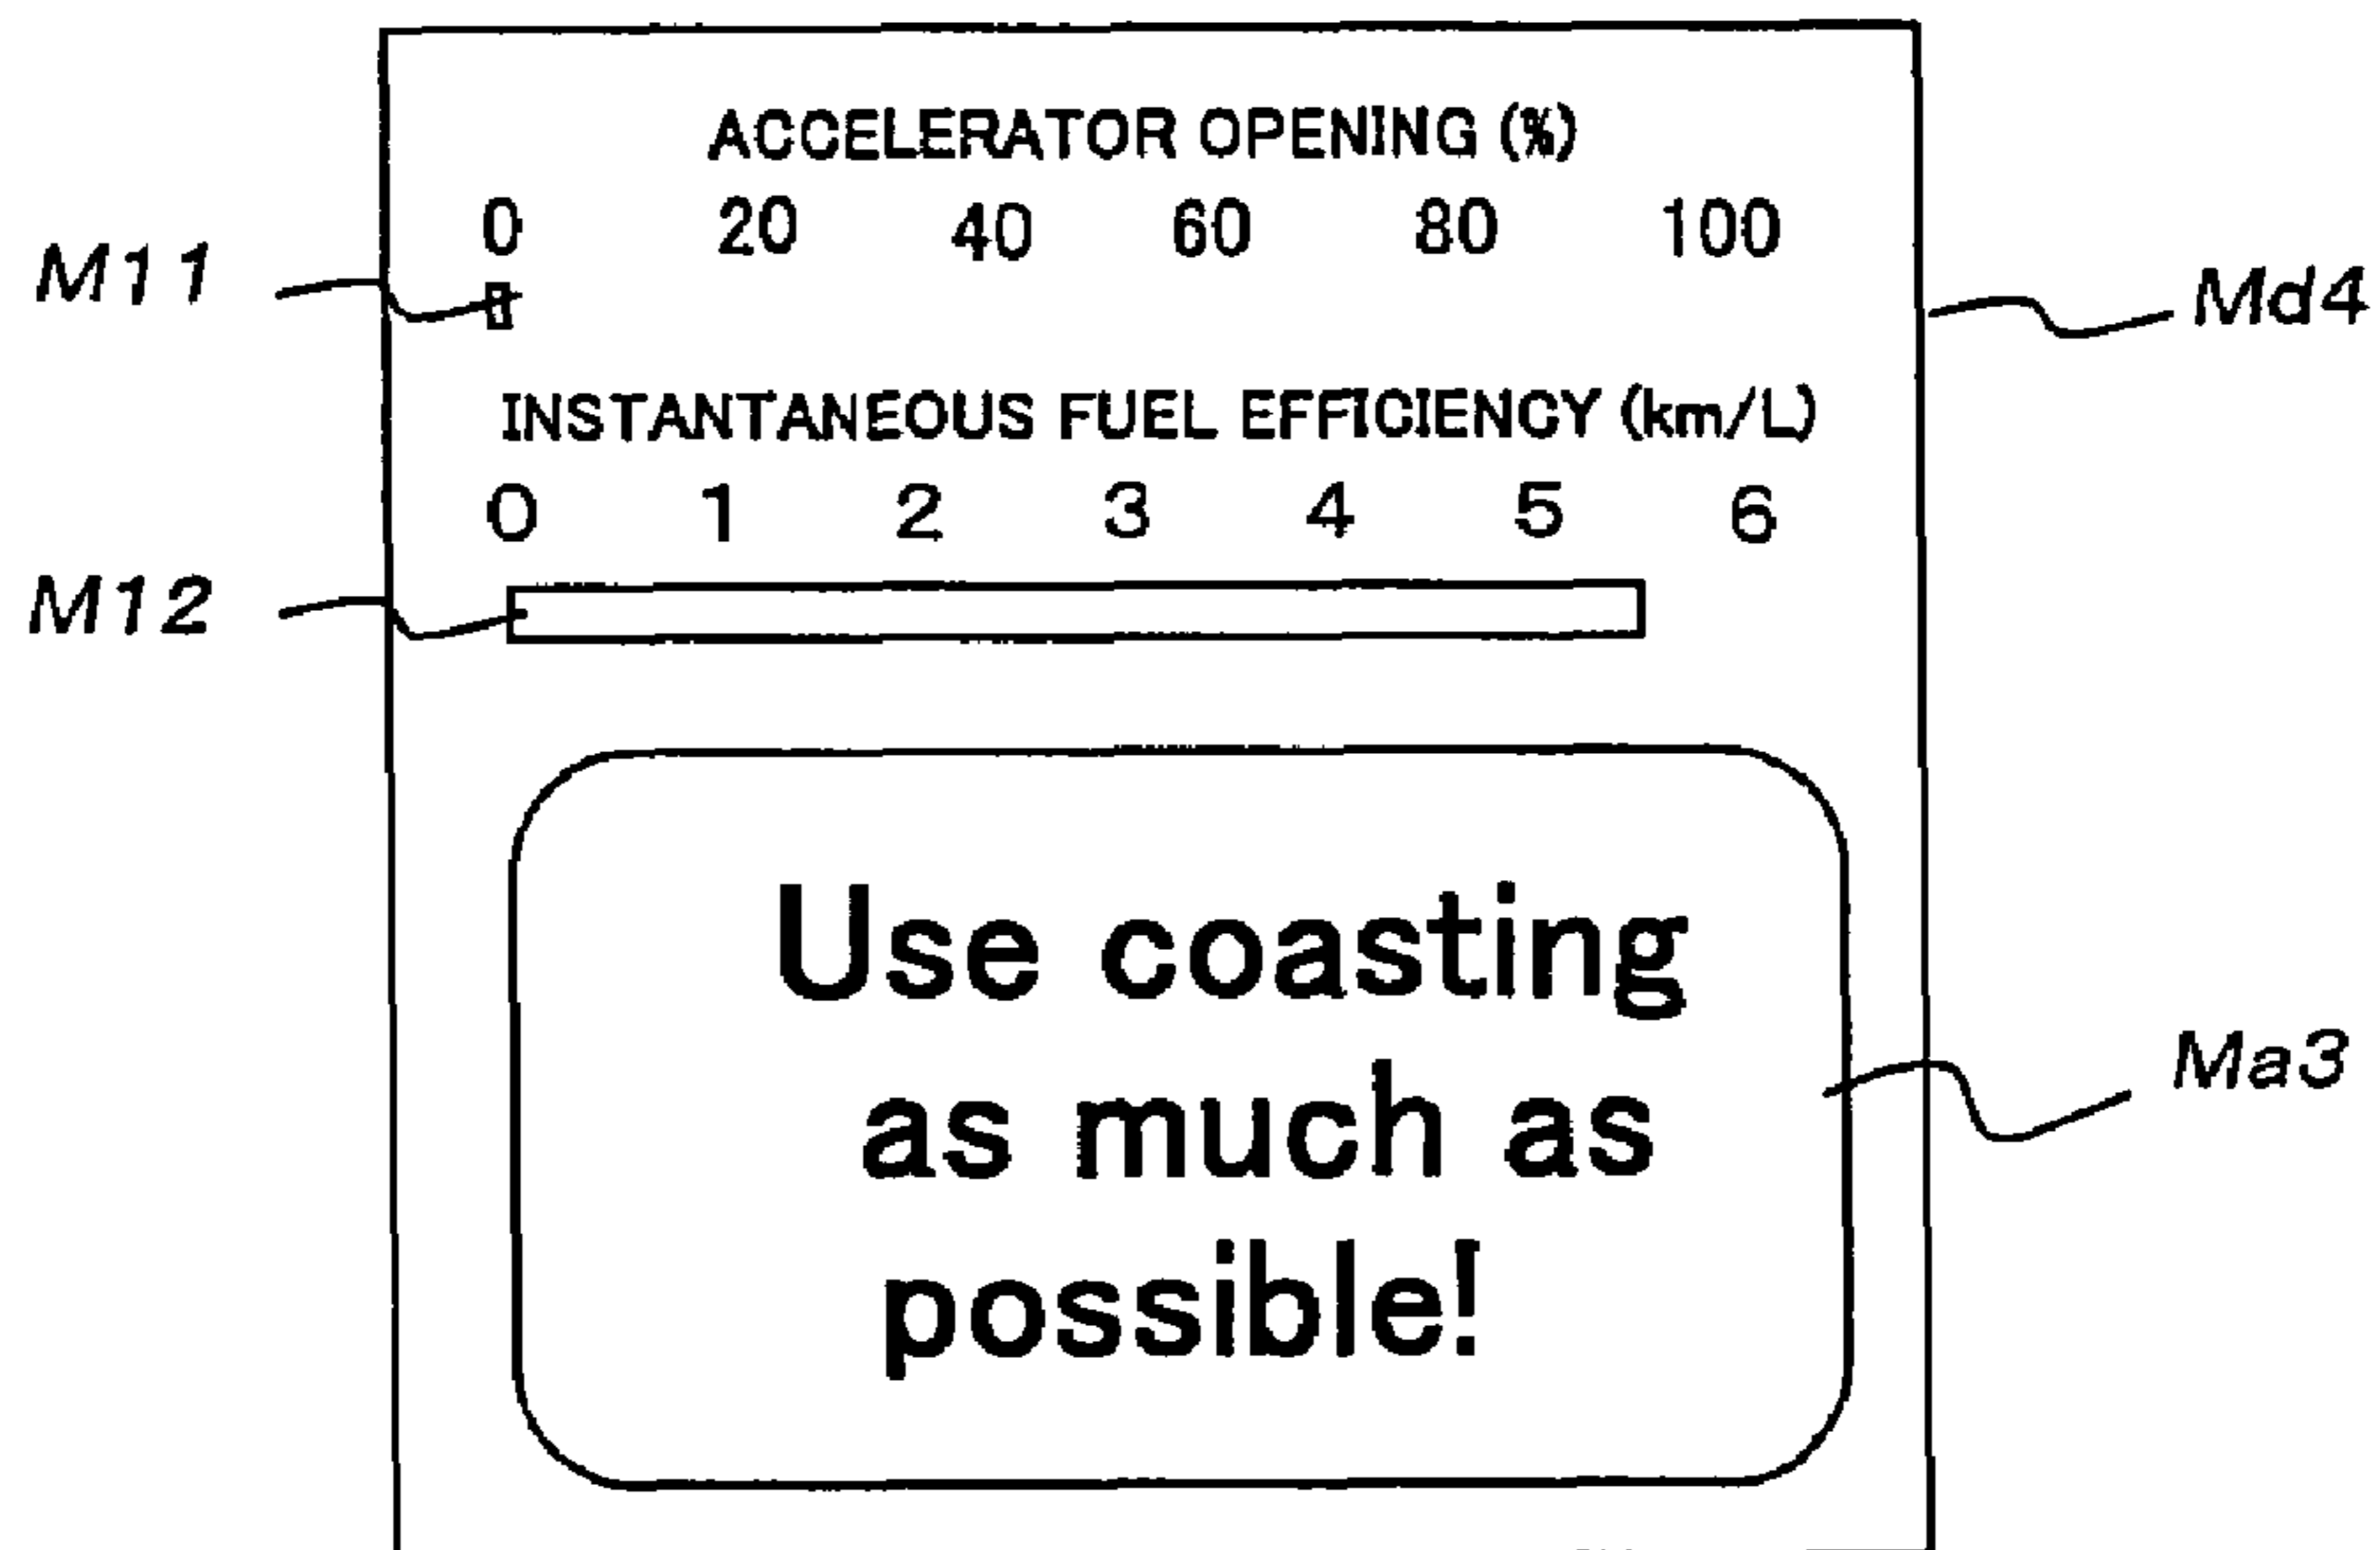 ACCELERATOR OPENING (%)
0 20 40 60 80 100
M11
Md4
INSTANTANEOUS FUEL EFFICIENCY (km/L)
0 1 2 3 4 5 6
M12
Use coasting
as much as
possible!
Ma3